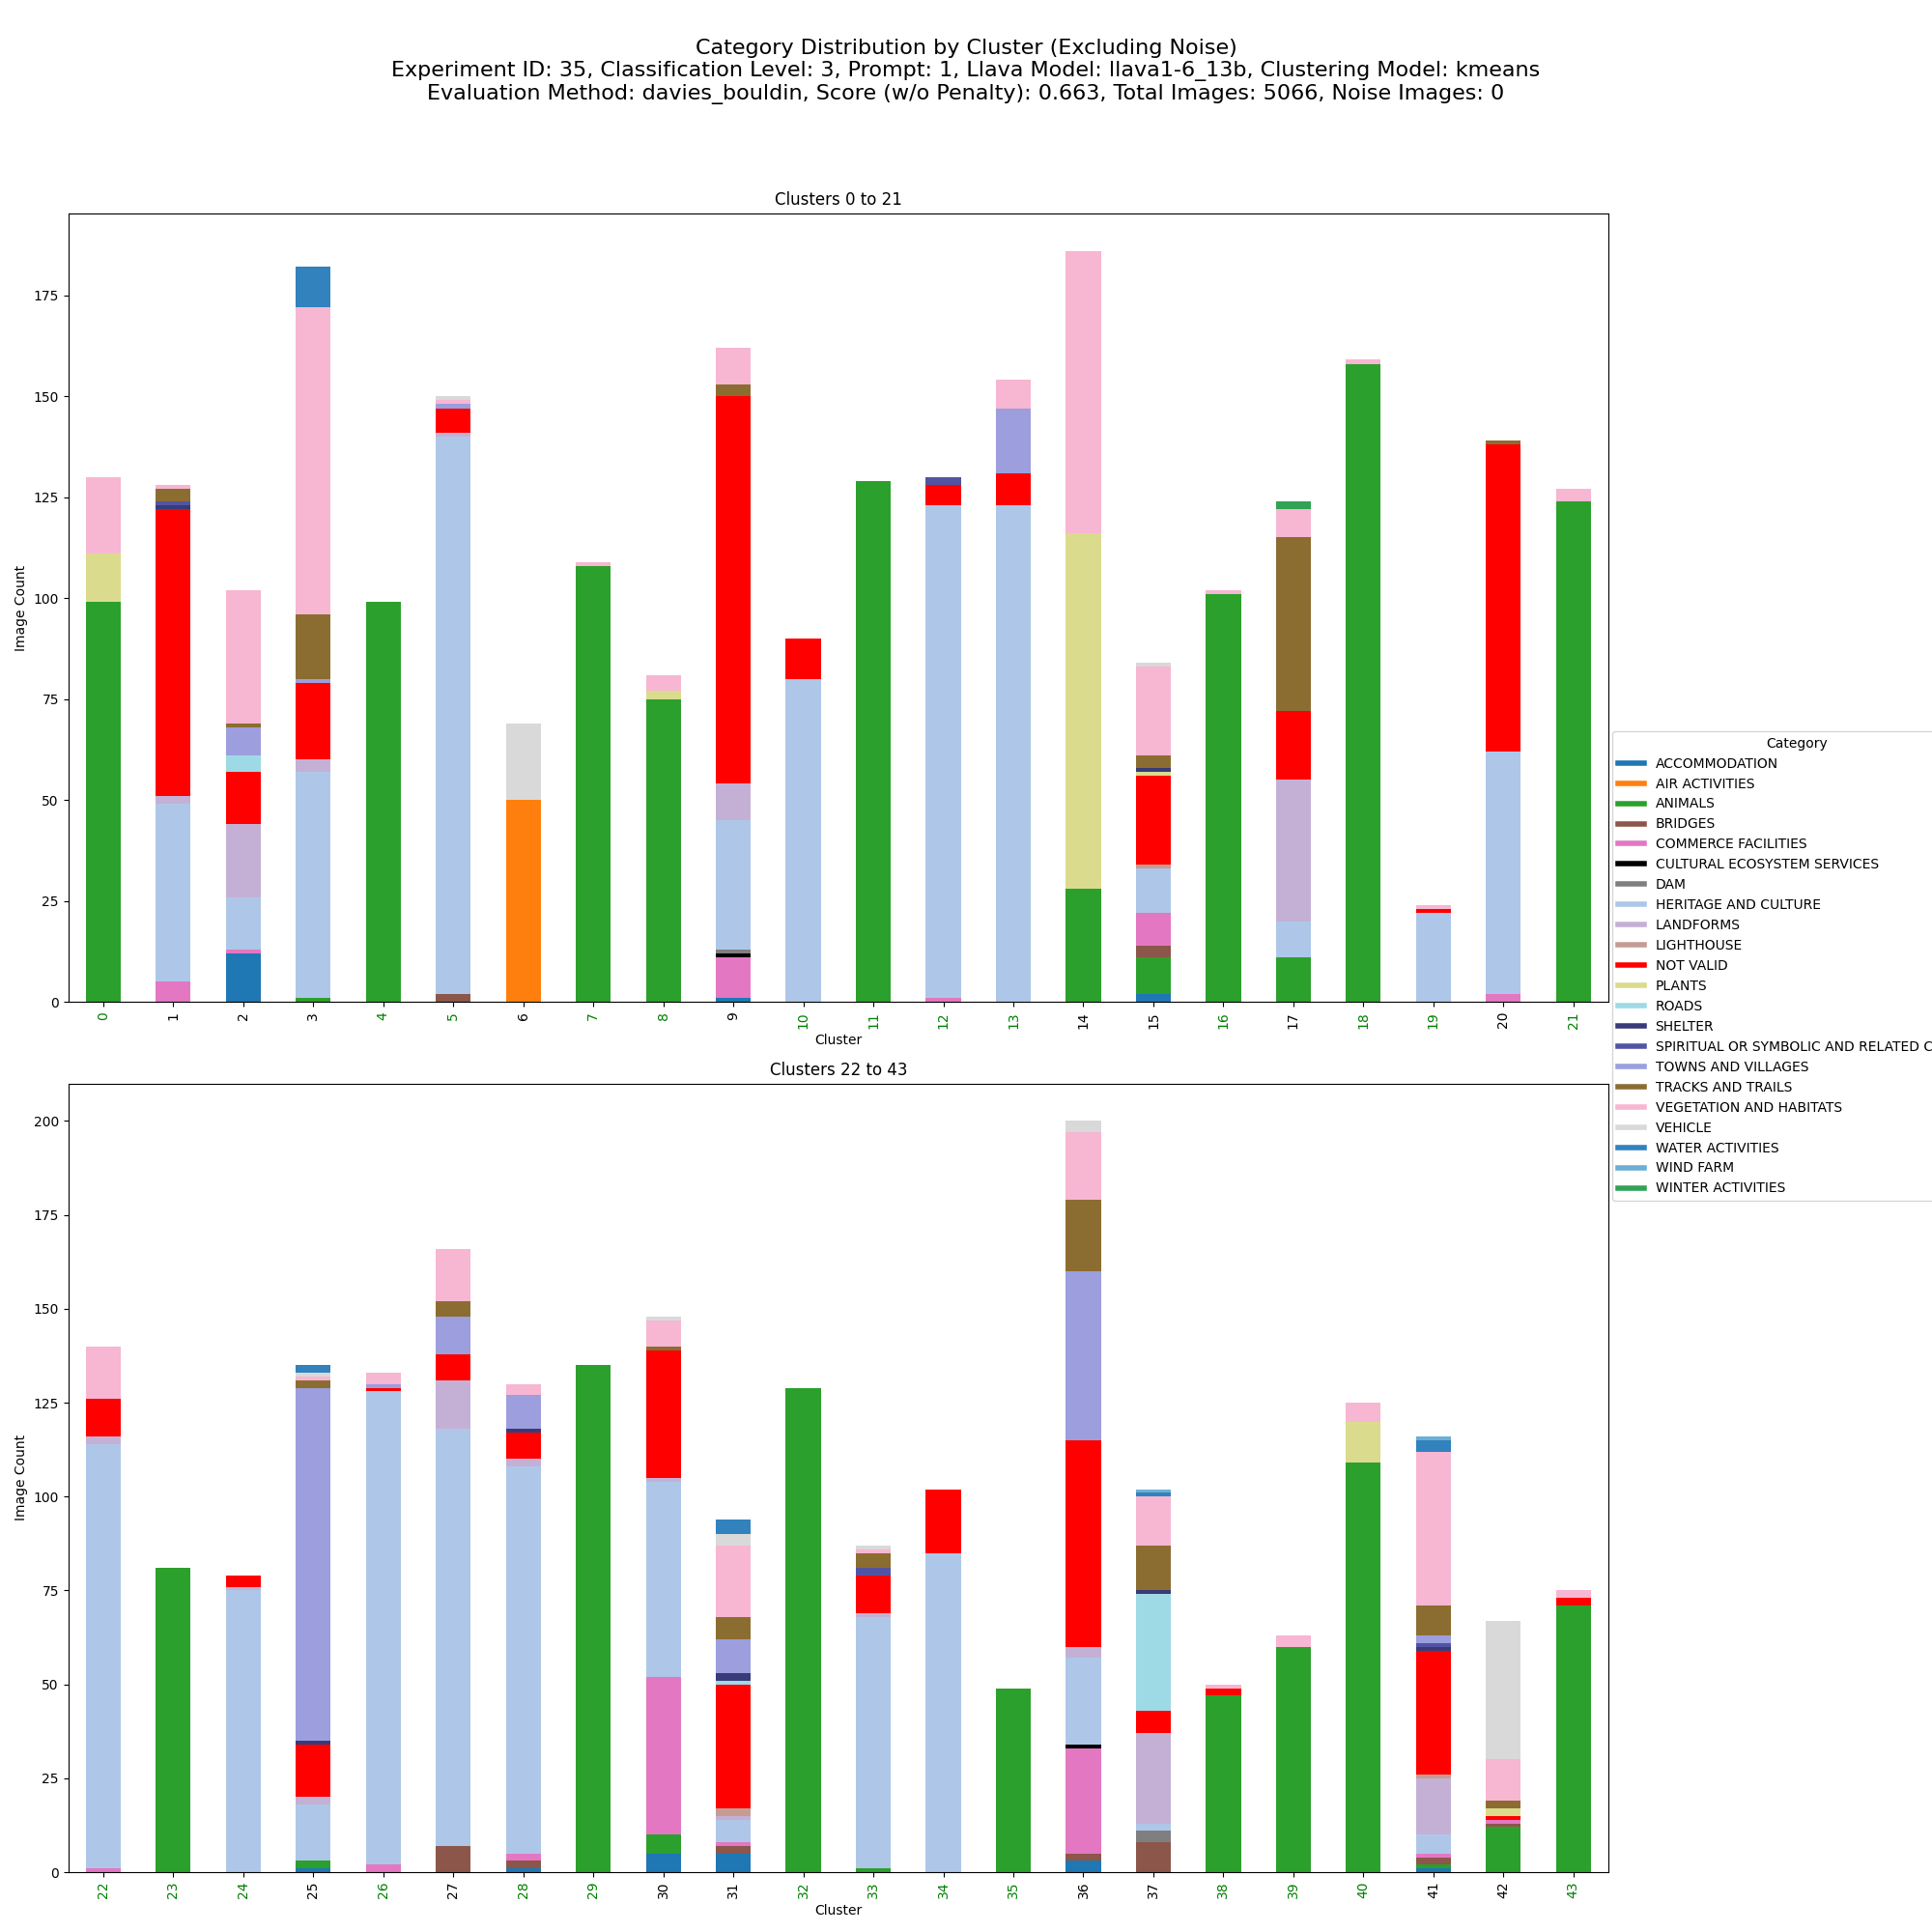 Category Distribution by Cluster (Excluding Noise)
Experiment ID: 35, Classification Level: 3, Prompt: 1, Llava Model: llava1-6_13b, Clustering Model: kmeans
Evaluation Method: davies_bouldin, Score (w/o Penalty): 0.663, Total Images: 5066, Noise Images: 0
Clusters 0 to 21
Image Count
175
150
125
100
75
50
25
0
0 1 2 3 4 5 6 7 8 9 10 11 12 13 14 15 16 17 18 19 20 21
Cluster
Category
ACCOMMODATION
AIR ACTIVITIES
ANIMALS
BRIDGES
COMMERCE FACILITIES
CULTURAL ECOSYSTEM SERVICES
DAM
HERITAGE AND CULTURE
LANDFORMS
LIGHTHOUSE
NOT VALID
PLANTS
ROADS
SHELTER
SPIRITUAL OR SYMBOLIC AND RELATED C
TOWNS AND VILLAGES
TRACKS AND TRAILS
VEGETATION AND HABITATS
VEHICLE
WATER ACTIVITIES
WIND FARM
WINTER ACTIVITIES
Clusters 22 to 43
Image Count
200
175
150
125
100
75
50
25
0
22 23 24 25 26 27 28 29 30 31 32 33 34 35 36 37 38 39 40 41 42 43
Cluster